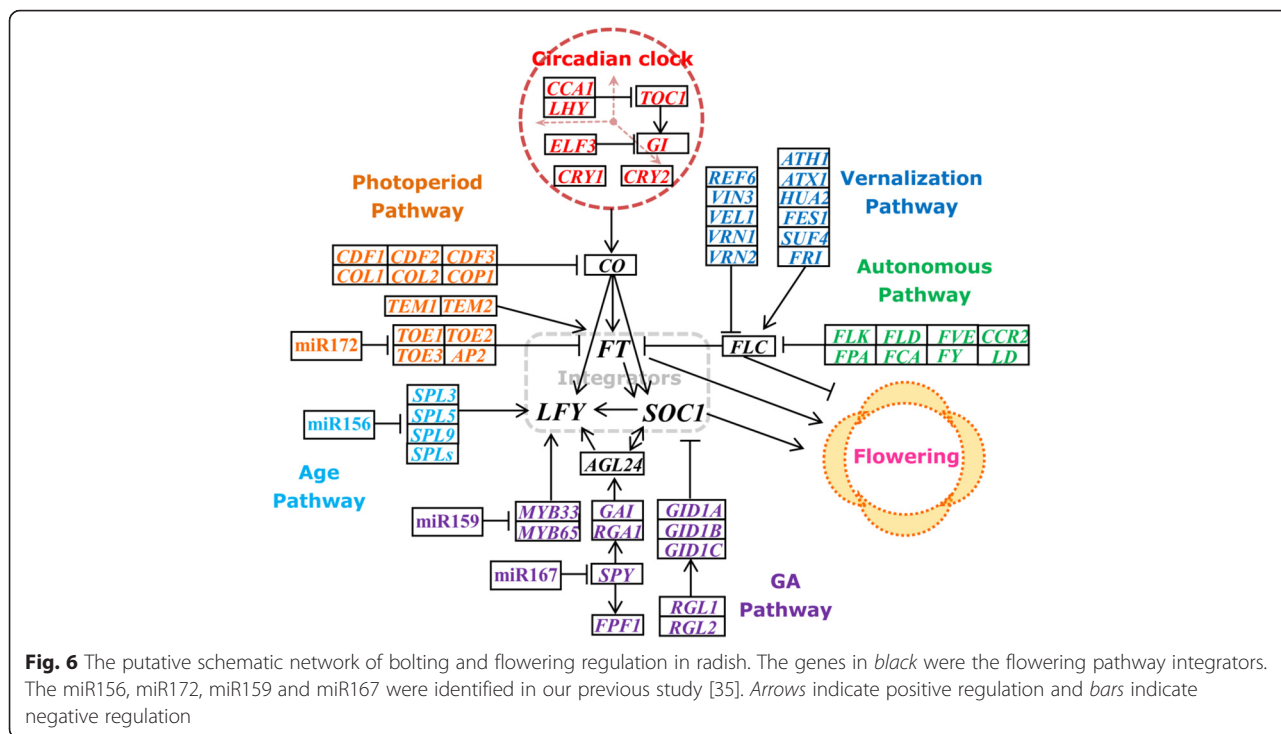 Circadian clock
CCA1
LHY
TOC1
ELF3
GI
CRY1
CRY2
Photoperiod
Pathway
CDF1 CDF2 CDF3
COL1 COL2 COP1
CO
TEM1 TEM2
miR172
TOE1 TOE2
TOE3 AP2
FT
Integrators
LFY
SOC1
REF6
VIN3
VEL1
VRN1
VRN2
ATH1
ATX1
HUA2
FES1
SUF4
FRI
Vernalization
Pathway
Autonomous
Pathway
FLC
FLK FLD FVE CCR2
FPA FCA FY LD
miR156
SPL3
SPL5
SPL9
SPLs
Age
Pathway
AGL24
Flowering
miR159
MYB33
MYB65
GAI
RGA1
GID1A
GID1B
GID1C
miR167
SPY
FPF1
RGL1
RGL2
GA
Pathway
Fig. 6 The putative schematic network of bolting and flowering regulation in radish. The genes in black were the flowering pathway integrators.
The miR156, miR172, miR159 and miR167 were identified in our previous study [35]. Arrows indicate positive regulation and bars indicate
negative regulation